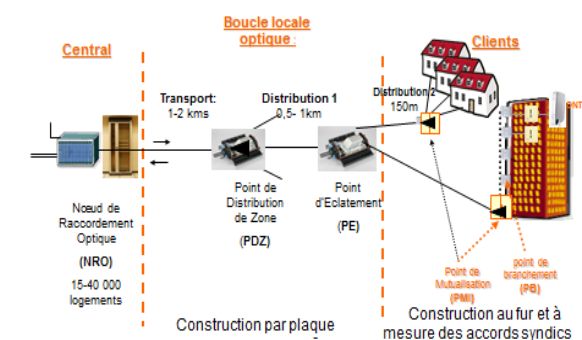 Boucle locale
optique :
Central
Clients
Transport:
1-2 kms
Distribution 1
0,5- 1km
Distribution 2
150m
ONT
Nœud de
Raccordement
Optique
(NRO)
15-40 000
logements
Point de
Distribution
de Zone
(PDZ)
Point
d'Eclatement
(PE)
Point de
Mutualisation
(PMI)
point de
branchement
(PB)
Construction par plaque
Construction au fur et à
mesure des accords syndics